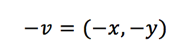 −v = (−x, −y)